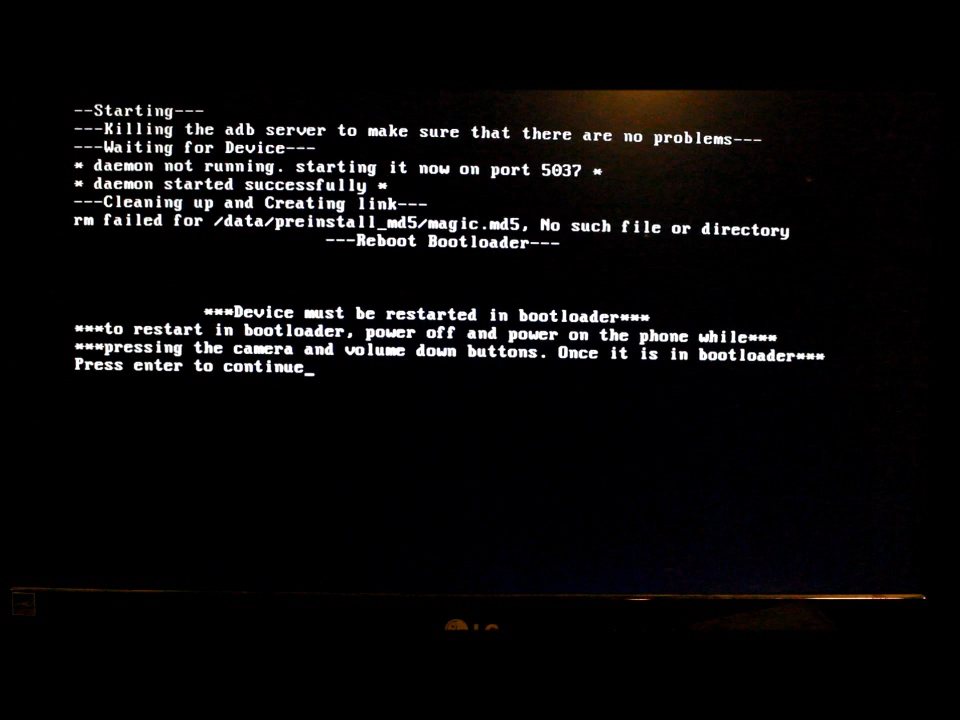 --Starting---
---Killing the adb server to make sure that there are no problems---
---Waiting for Device---
* daemon not running. starting it now on port 5037 *
* daemon started successfully *
---Cleaning up and Creating link---
rm failed for /data/preinstall_md5/magic.md5, No such file or directory
---Reboot Bootloader---
***Device must be restarted in bootloader***
***to restart in bootloader, power off and power on the phone while***
***pressing the camera and volume down buttons. Once it is in bootloader***
Press enter to continue_
LG